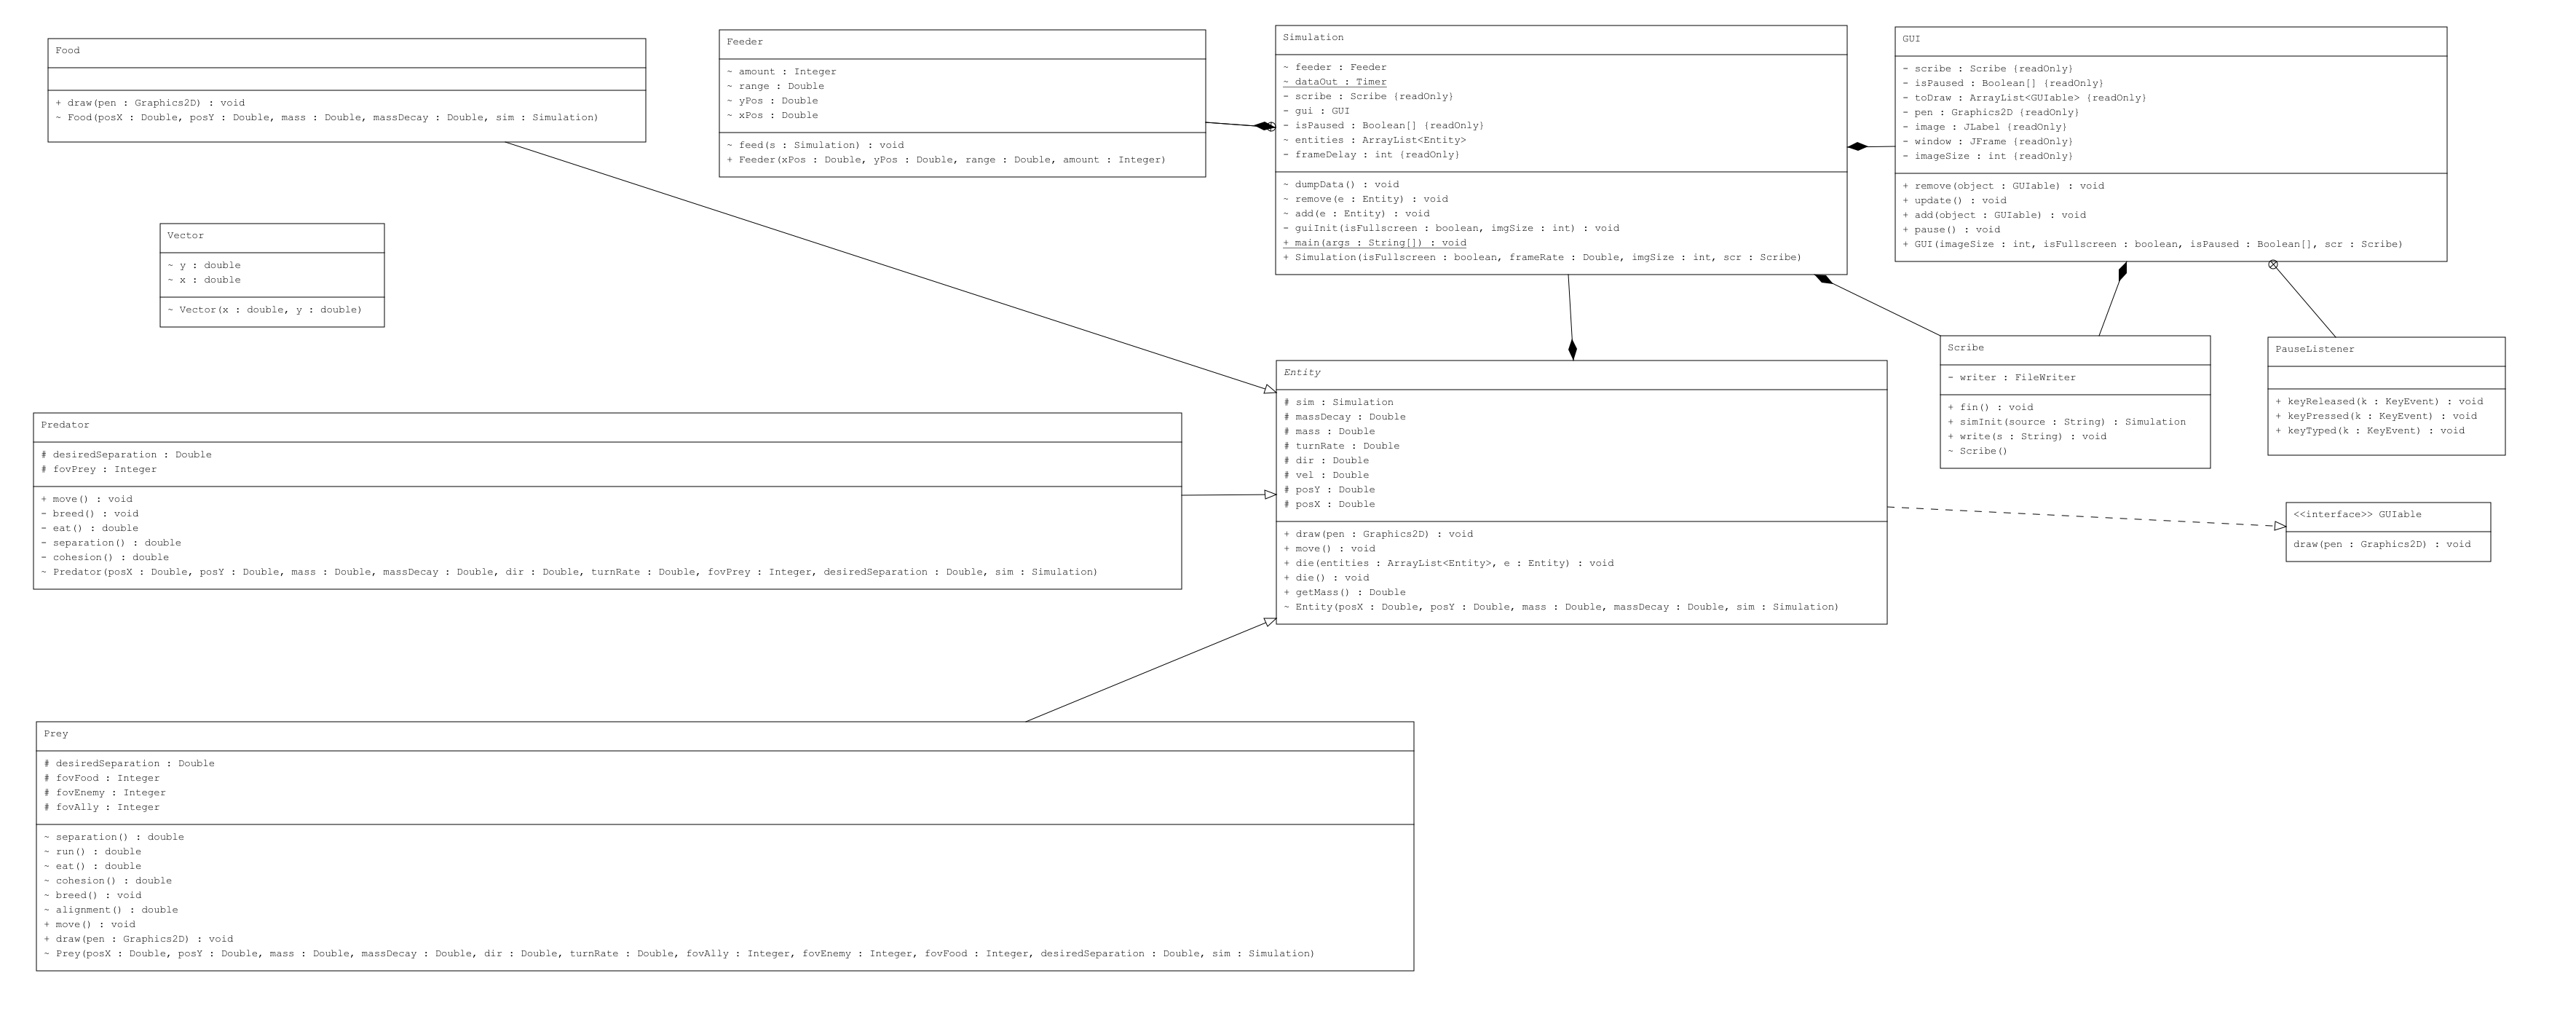 Food
+ draw(pen : Graphics2D) : void
~ Food(posX : Double, posY : Double, mass : Double, massDecay : Double, sim : Simulation)
Feeder
~ amount : Integer
~ range : Double
~ yPos : Double
~ xPos : Double
~ feed(s : Simulation) : void
+ Feeder(xPos : Double, yPos : Double, range : Double, amount : Integer)
Simulation
~ feeder : Feeder
~ dataOut : Timer
- scribe : Scribe {readOnly}
- gui : GUI
- isPaused : Boolean[] {readOnly}
~ entities : ArrayList<Entity>
- frameDelay : int {readOnly}
~ dumpData() : void
~ remove(e : Entity) : void
~ add(e : Entity) : void
- guiInit(isFullscreen : boolean, imgSize : int) : void
+ main(args : String[]) : void
+ Simulation(isFullscreen : boolean, frameRate : Double, imgSize : int, scr : Scribe)
GUI
- scribe : Scribe {readOnly}
- isPaused : Boolean[] {readOnly}
- toDraw : ArrayList<GUIable> {readOnly}
- pen : Graphics2D {readOnly}
- image : JLabel {readOnly}
- window : JFrame {readOnly}
- imageSize : int {readOnly}
+ remove(object : GUIable) : void
+ update() : void
+ add(object : GUIable) : void
+ pause() : void
+ GUI(imageSize : int, isFullscreen : boolean, isPaused : Boolean[], scr : Scribe)
Vector
~ y : double
~ x : double
~ Vector(x : double, y : double)
Scribe
- writer : FileWriter
+ fin() : void
+ simInit(source : String) : Simulation
+ write(s : String) : void
~ Scribe()
PauseListener
+ keyReleased(k : KeyEvent) : void
+ keyPressed(k : KeyEvent) : void
+ keyTyped(k : KeyEvent) : void
Entity
# sim : Simulation
# massDecay : Double
# mass : Double
# turnRate : Double
# dir : Double
# vel : Double
# posY : Double
# posX : Double
+ draw(pen : Graphics2D) : void
+ move() : void
+ die(entities : ArrayList<Entity>, e : Entity) : void
+ die() : void
+ getMass() : Double
~ Entity(posX : Double, posY : Double, mass : Double, massDecay : Double, sim : Simulation)
Predator
# desiredSeparation : Double
# fovPrey : Integer
+ move() : void
- breed() : void
- eat() : double
- separation() : double
- cohesion() : double
~ Predator(posX : Double, posY : Double, mass : Double, massDecay : Double, dir : Double, turnRate : Double, fovPrey : Integer, desiredSeparation : Double, sim : Simulation)
<<interface>> GUIable
draw(pen : Graphics2D) : void
Prey
# desiredSeparation : Double
# fovFood : Integer
# fovEnemy : Integer
# fovAlly : Integer
~ separation() : double
~ run() : double
~ eat() : double
~ cohesion() : double
~ breed() : void
~ alignment() : double
+ move() : void
+ draw(pen : Graphics2D) : void
~ Prey(posX : Double, posY : Double, mass : Double, massDecay : Double, dir : Double, turnRate : Double, fovAlly : Integer, fovEnemy : Integer, fovFood : Integer, desiredSeparation : Double, sim : Simulation)